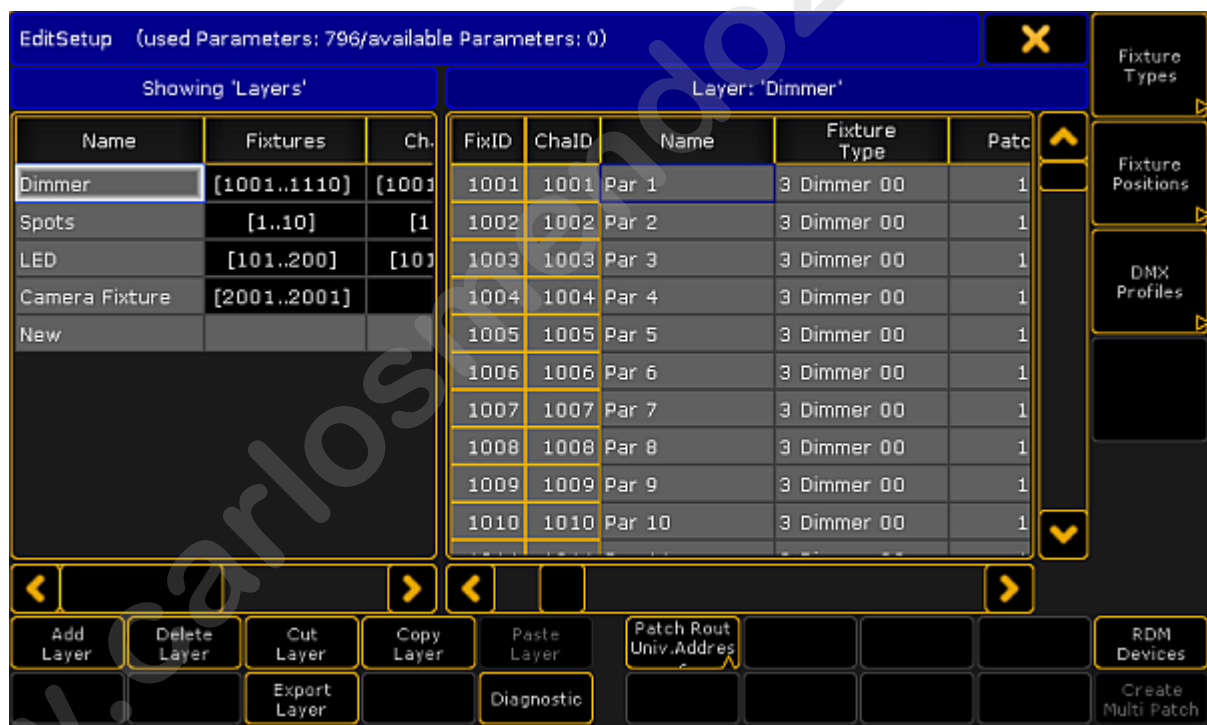 EditSetup (used Parameters: 796/available Parameters: 0)
Fixture
Types
Showing 'Layers'
Layer: 'Dimmer'
Name Fixtures Ch.
FixID ChaID Name Fixture
Type Patc
Fixture
Positions
Dimmer [1001..1110] [1001
1001 1001 Par 1 3 Dimmer 00 1
Spots [1..10] [1
1002 1002 Par 2 3 Dimmer 00 1
LED [101..200] [101
1003 1003 Par 3 3 Dimmer 00 1
DMX
Profiles
Camera Fixture [2001..2001]
1004 1004 Par 4 3 Dimmer 00 1
New
1005 1005 Par 5 3 Dimmer 00 1
1006 1006 Par 6 3 Dimmer 00 1
1007 1007 Par 7 3 Dimmer 00 1
1008 1008 Par 8 3 Dimmer 00 1
1009 1009 Par 9 3 Dimmer 00 1
1010 1010 Par 10 3 Dimmer 00 1
Add
Layer
Delete
Layer
Cut
Layer
Copy
Layer
Paste
Layer
Patch Rout
Univ.Addres
RDM
Devices
Export
Layer
Diagnostic
Create
Multi Patch
.carlosmendoz